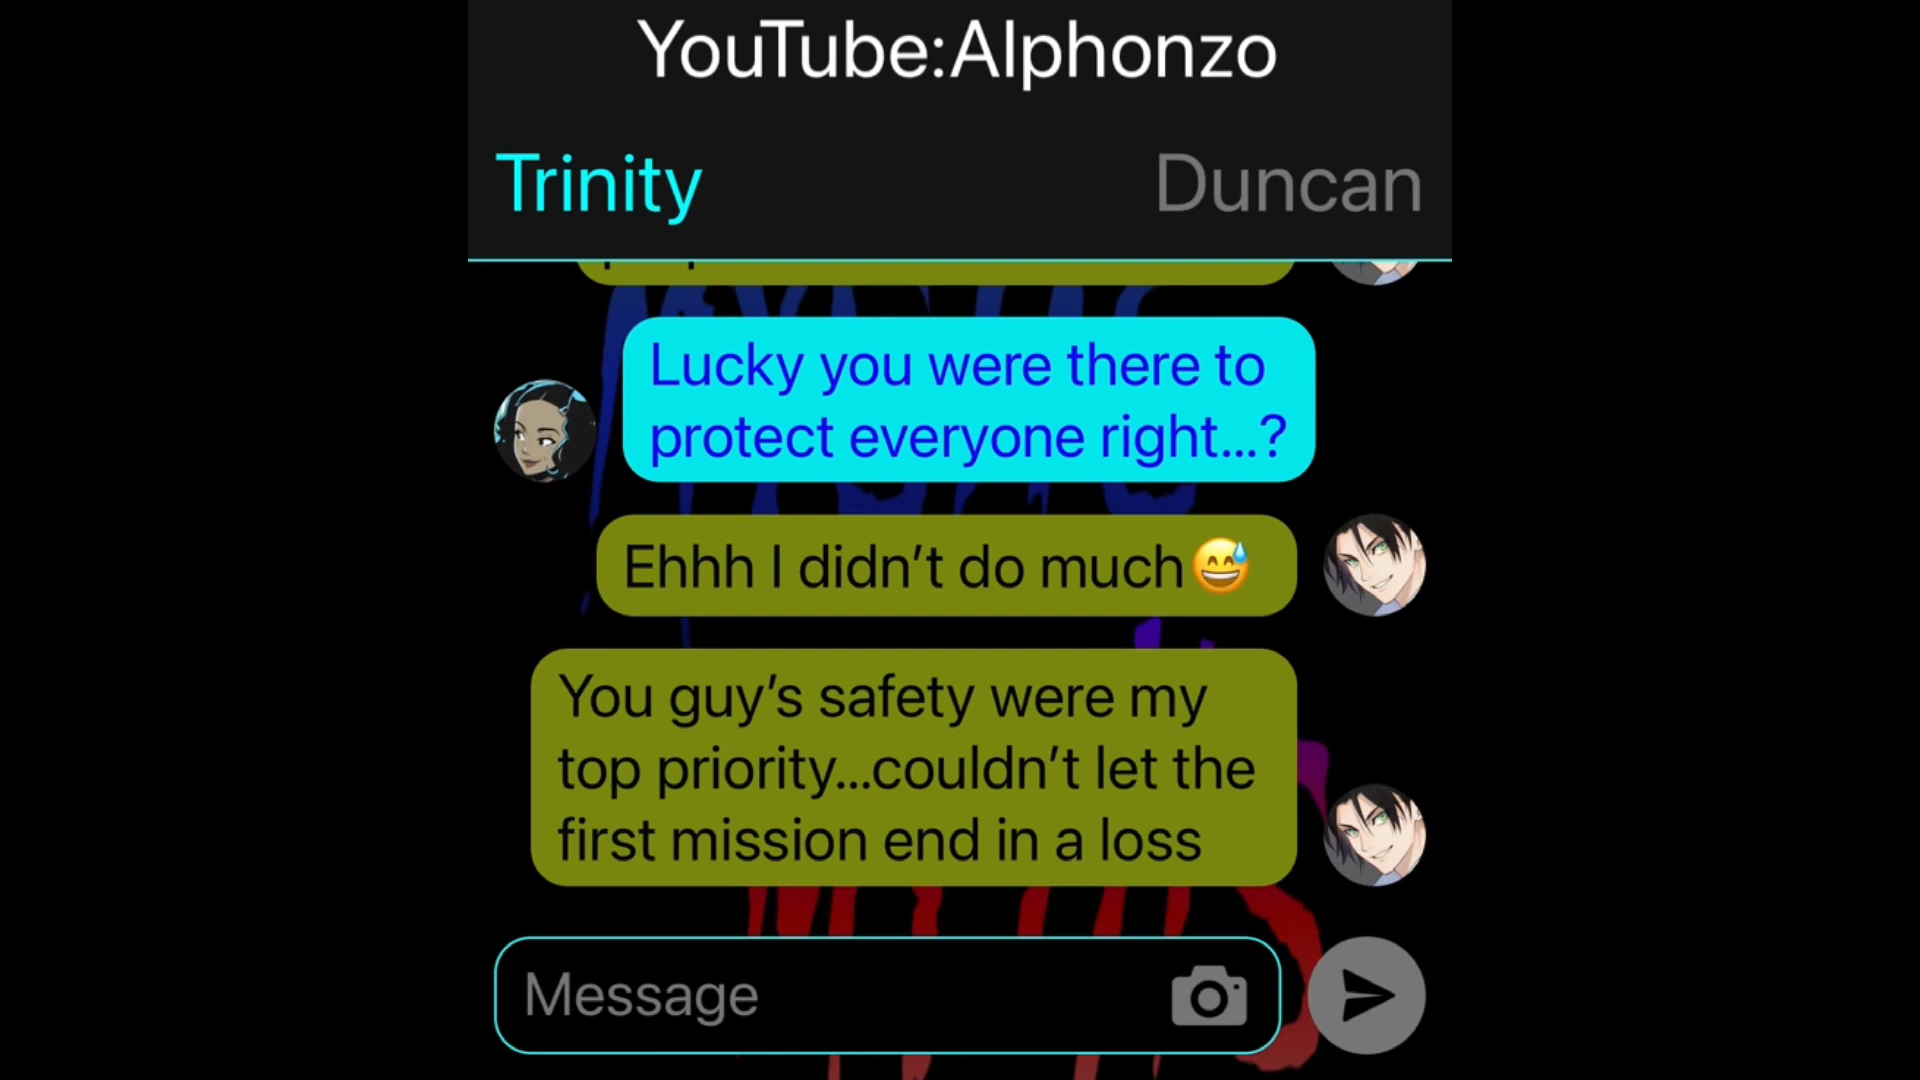 YouTube:Alphonzo
Trinity
Duncan
Lucky you were there to
protect everyone right...?
Ehhh I didn’t do much😅
You guy’s safety were my
top priority...couldn’t let the
first mission end in a loss
Message